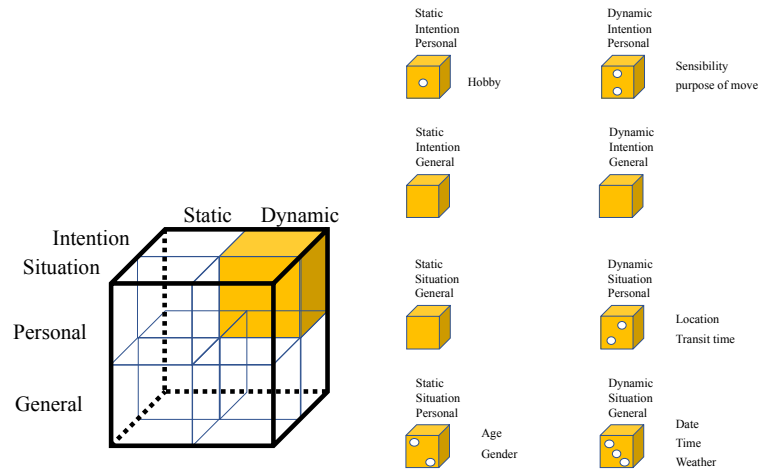 Static Dynamic
Intention
Situation
Personal
General
Static
Intention
Personal
Hobby
Dynamic
Intention
Personal
Sensibility
purpose of move
Static
Intention
General
Dynamic
Intention
General
Static
Situation
General
Dynamic
Situation
Personal
Location
Transit time
Static
Situation
Personal
Age
Gender
Dynamic
Situation
General
Date
Time
Weather